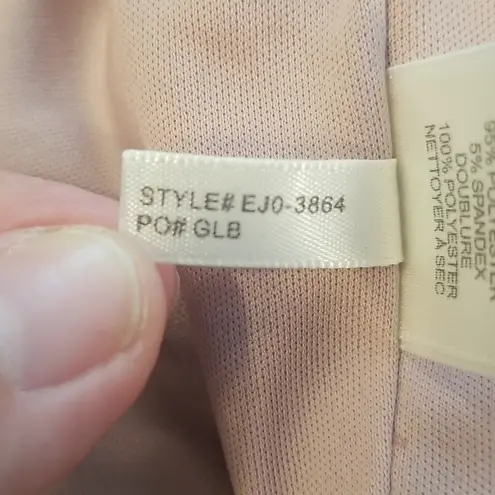 STYLE# EJ0-3864
PO# GLB
5% SPANDEX
DOUBLURE
100% POLYESTER
NETTOYER À SEC